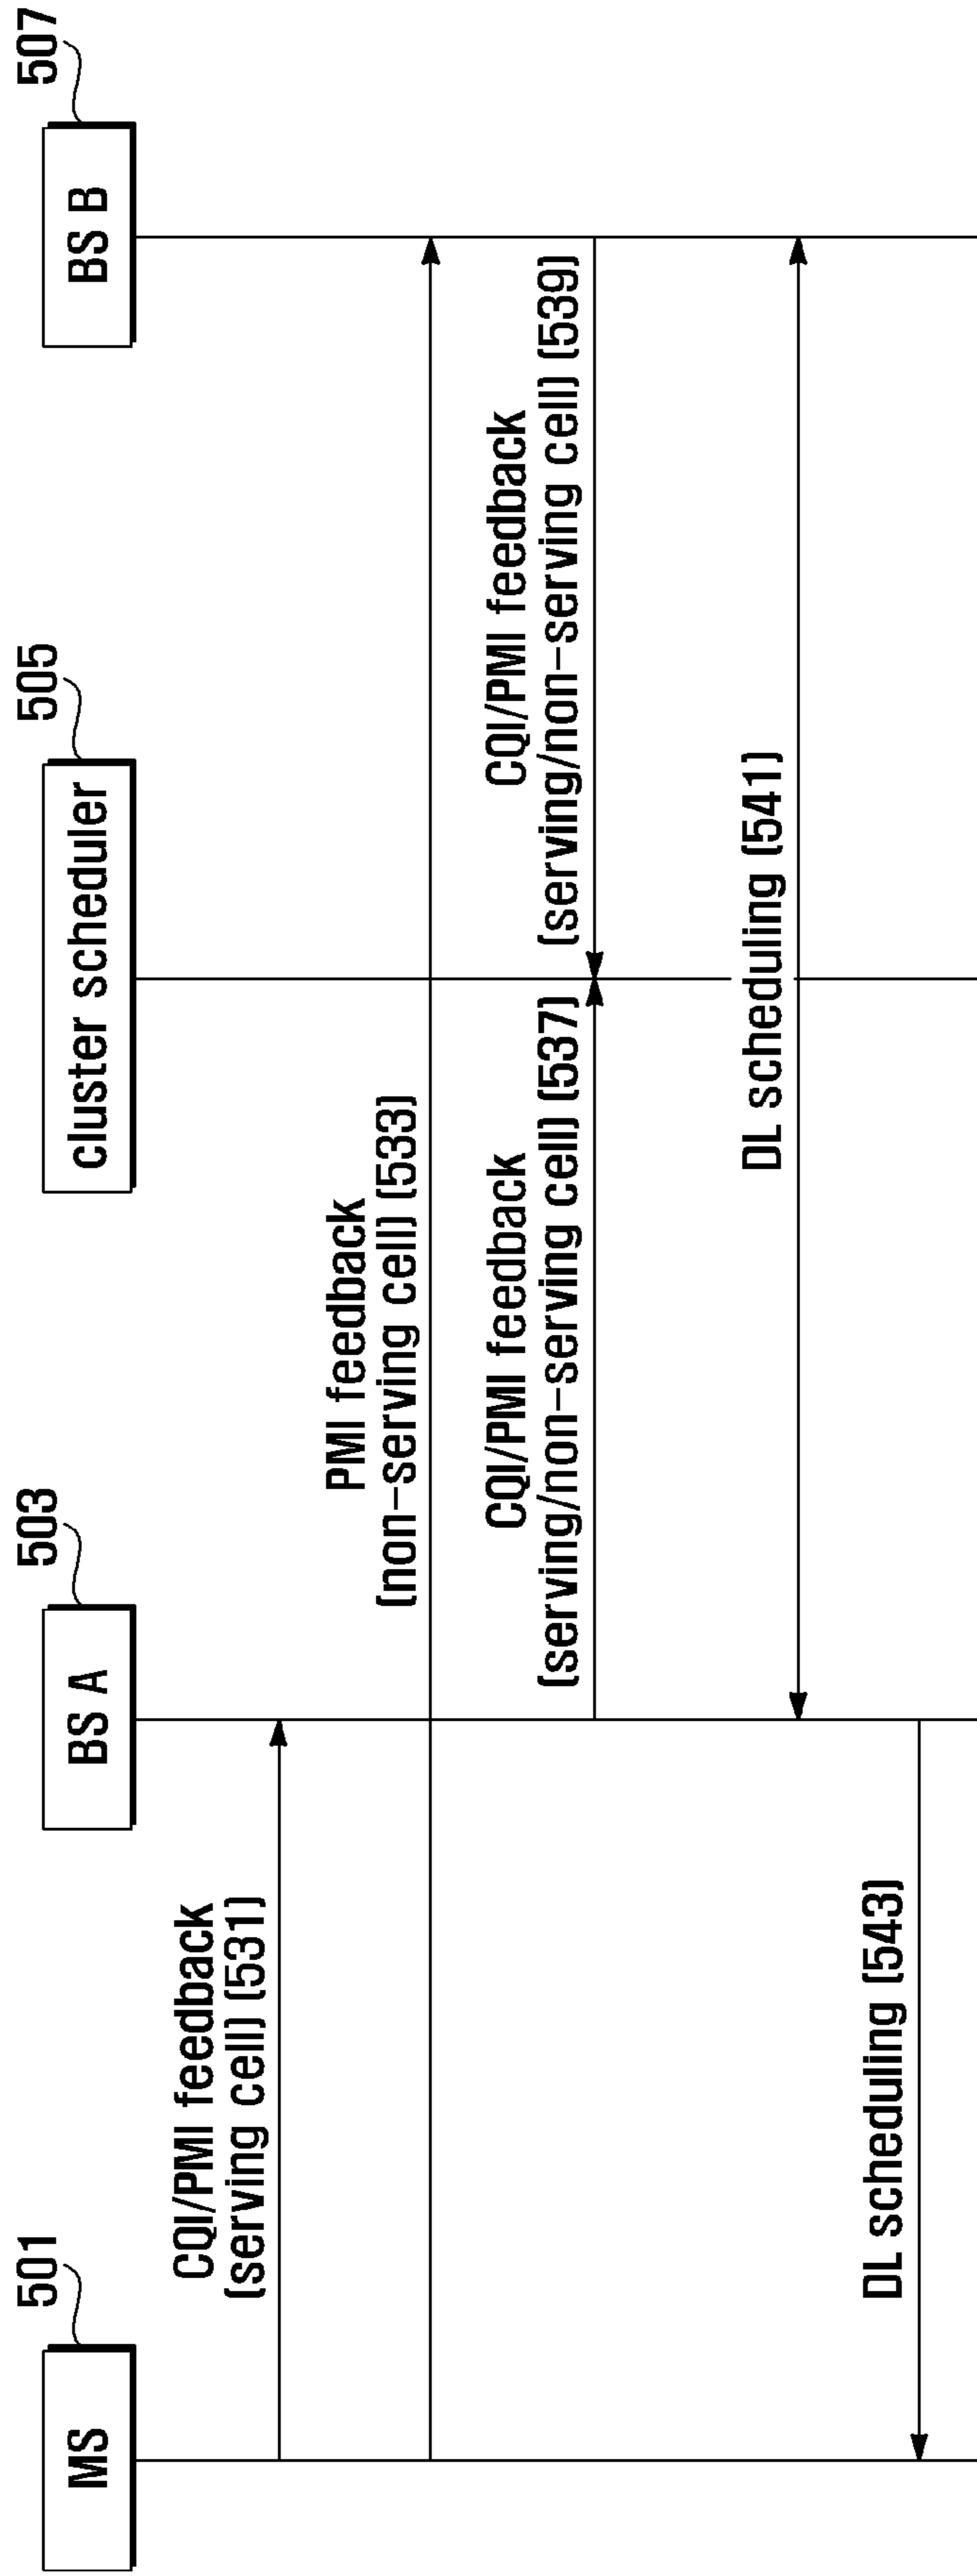 501
MS
503
BS A
505
cluster scheduler
507
BS B
CQI/PMI feedback
(serving cell) (531)
PMI feedback
(non-serving cell) (533)
CQI/PMI feedback
(serving/non-serving cell) (537)
CQI/PMI feedback
(serving/non-serving cell) (539)
DL scheduling (541)
DL scheduling (543)